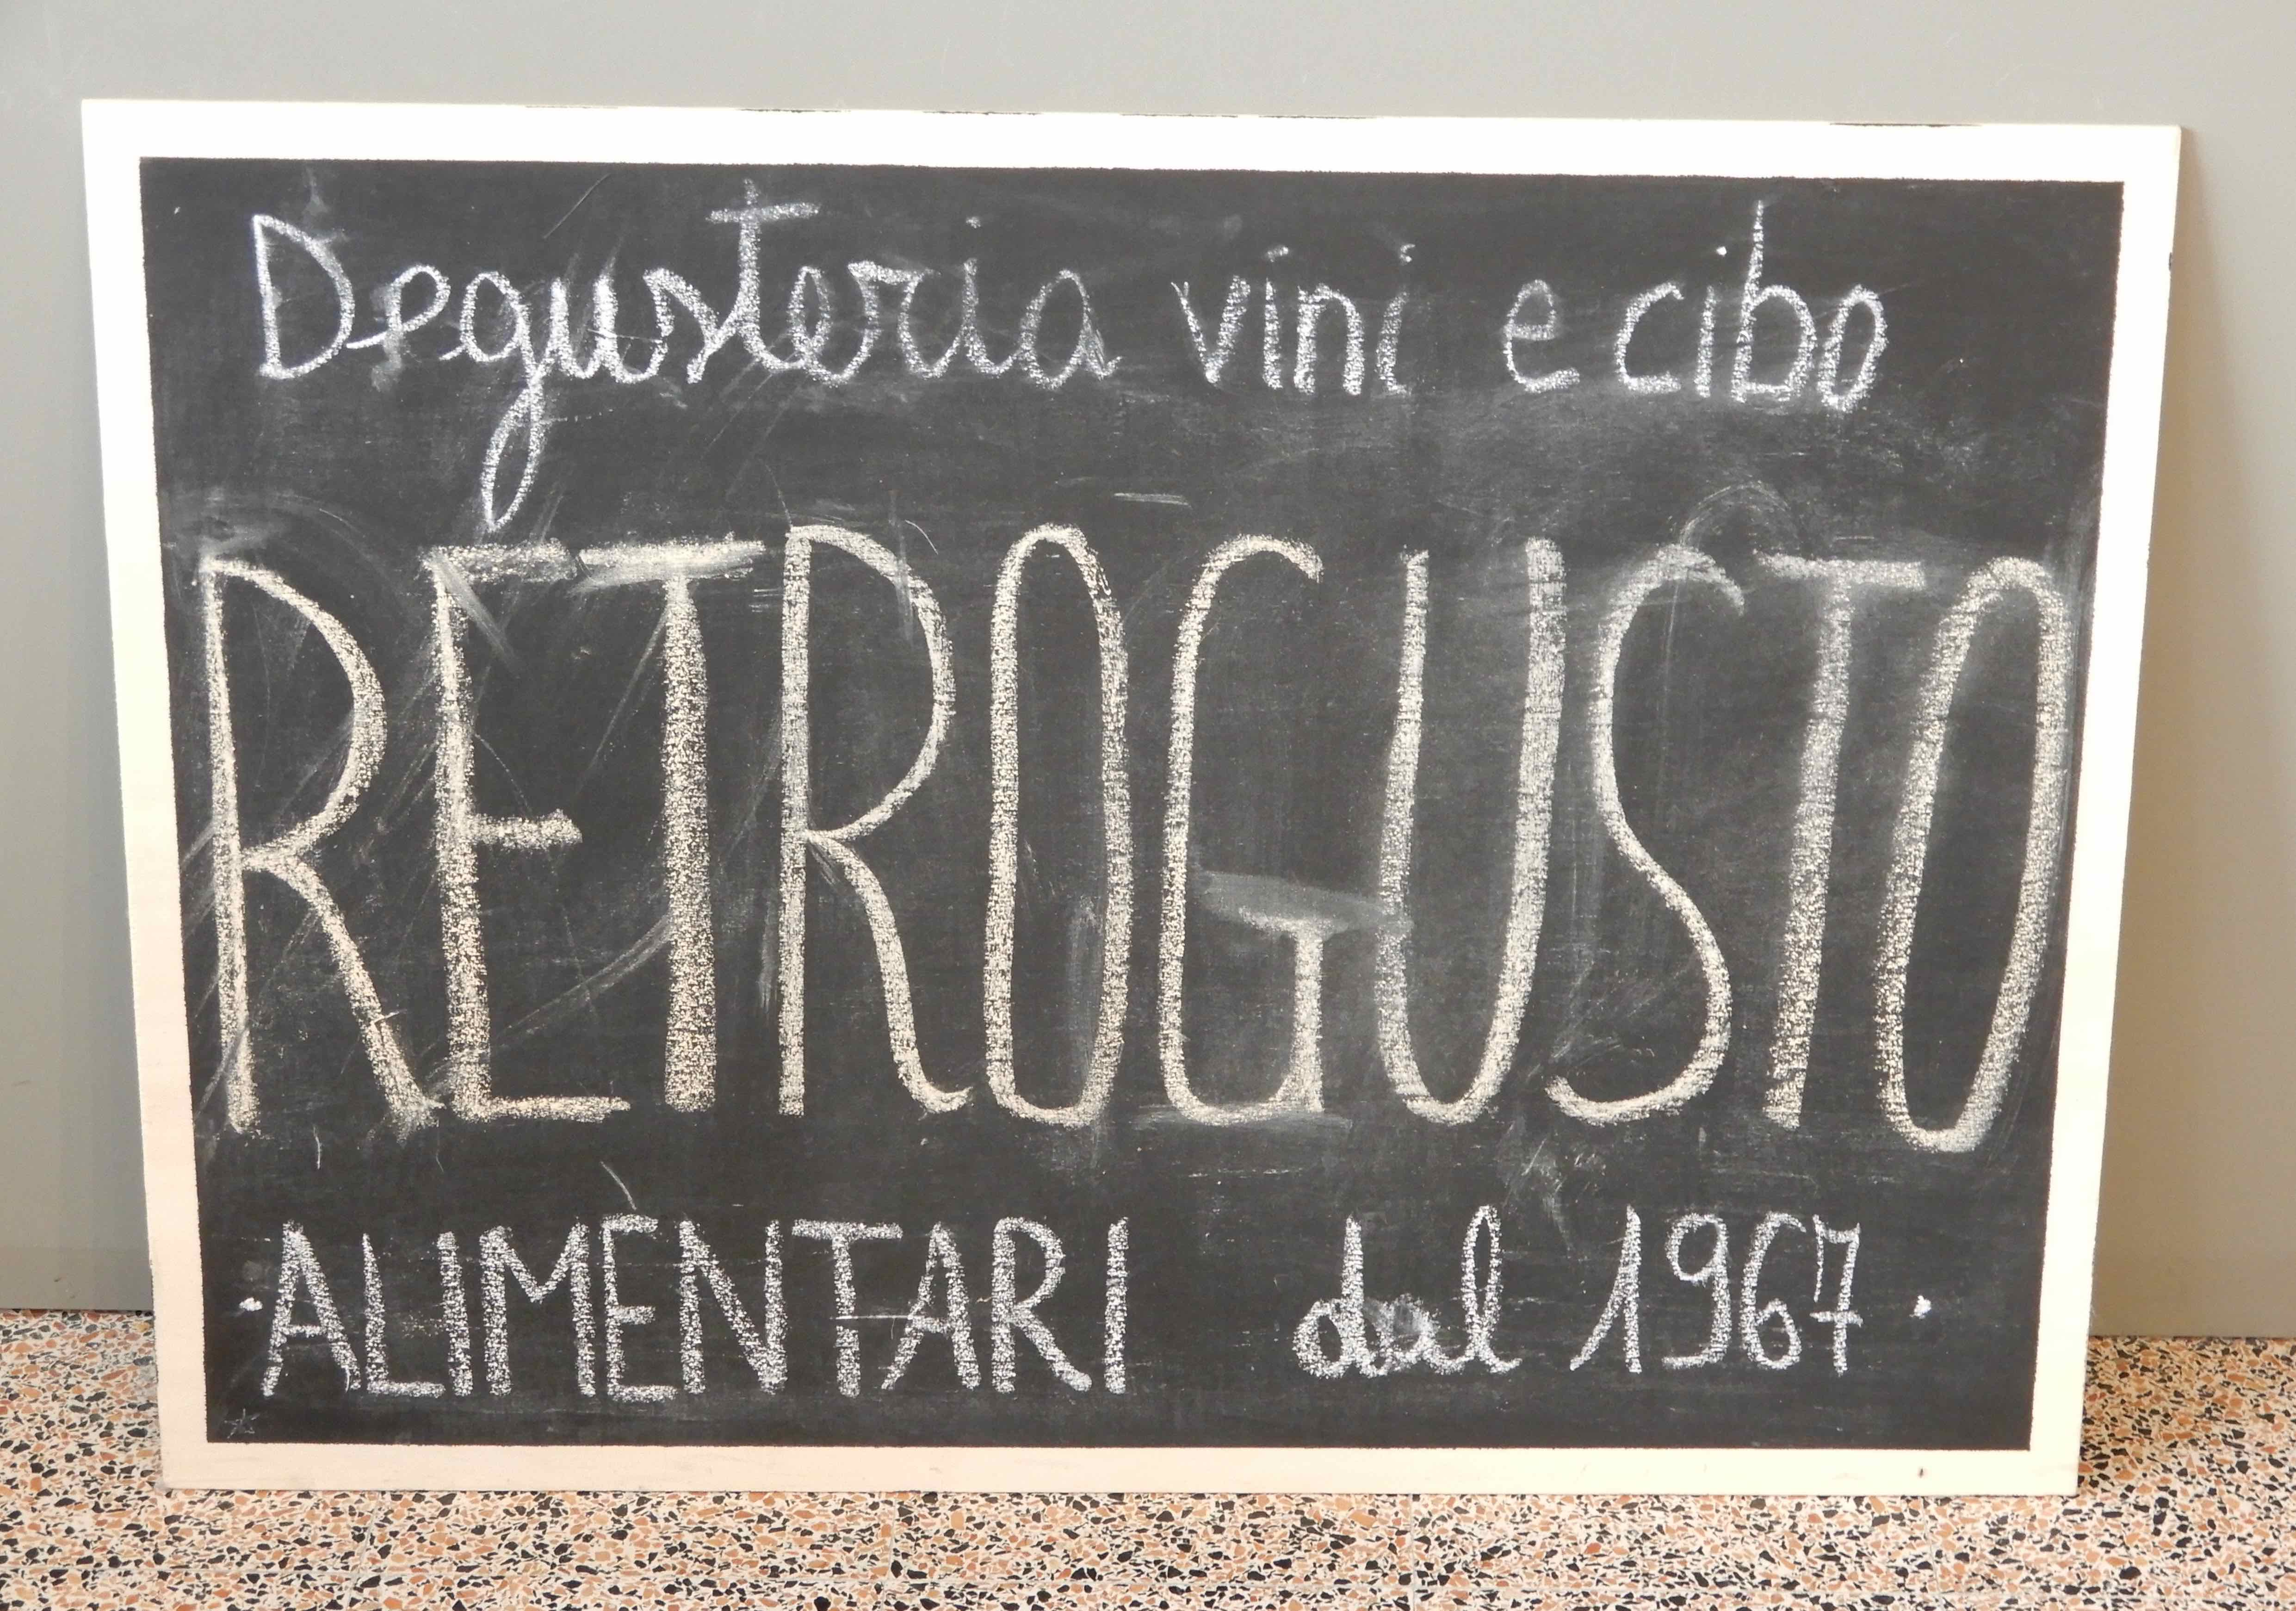 Degusteria vini e cibo
RETROGUSTO
·ALIMENTARI dal 1967·